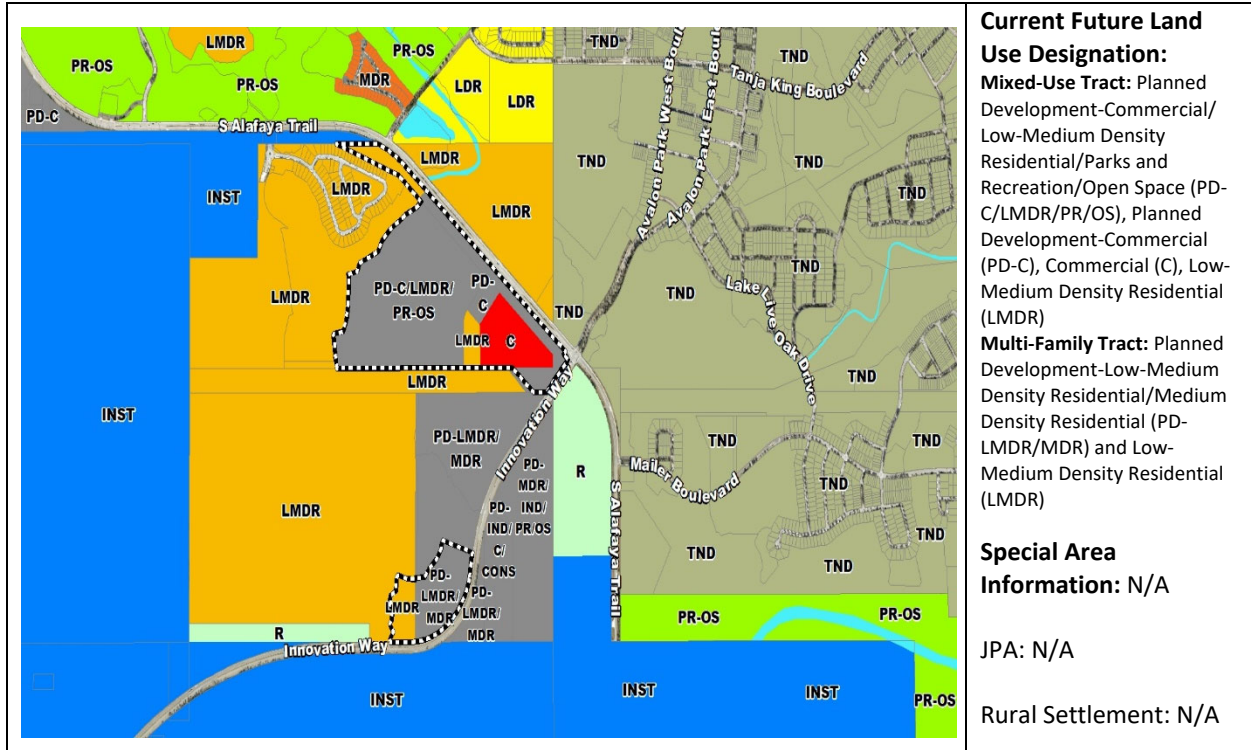 LMDR
PR-OS
PR-OS
MDR
PR-OS
LDR
LDR
TND
TND
Tanja King Boulevard
Avalon Park West Boul
Avalon Park East Boul
PD-C
S Alafaya Trail
INST
LMDR
LMDR
LMDR
TND
TND
TND
LMDR
PD-C/LMDR/
PR-OS
PD-
C
LMDR
C
TND
TND
TND
Lake Live Oak Drive
LMDR
TND
INST
Innovation Way
PD-LMDR/
MDR
PD-
MDR/
IND/
PR/OS
PD-
IND/
C/
CONS
R
TND
TND
Mailer Boulevard
TND
TND
S Alafaya Trail
LMDR
TND
TND
PD-
LMDR/
MDR
LMDR
PD-
LMDR/
MDR
R
Innovation Way
PR-OS
PR-OS
INST
INST
INST
PR-OS
Current Future Land
Use Designation:
Mixed-Use Tract: Planned
Development-Commercial/
Low-Medium Density
Residential/Parks and
Recreation/Open Space (PD-
C/LMDR/PR/OS), Planned
Development-Commercial
(PD-C), Commercial (C), Low-
Medium Density Residential
(LMDR)
Multi-Family Tract: Planned
Development-Low-Medium
Density Residential/Medium
Density Residential (PD-
LMDR/MDR) and Low-
Medium Density Residential
(LMDR)
Special Area
Information: N/A
JPA: N/A
Rural Settlement: N/A